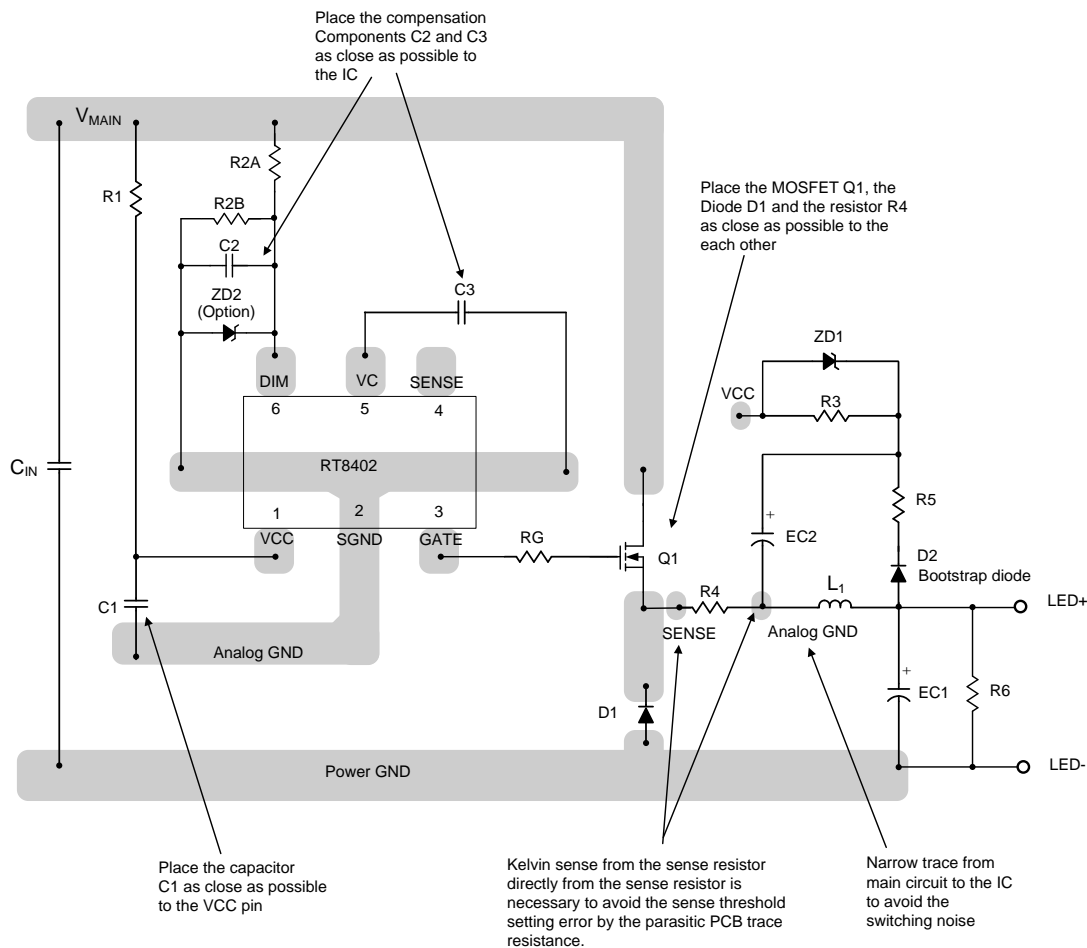 Place the compensation
Components C2 and C3
as close as possible to
the IC
VMAIN
R2A
R1
R2B
C2
ZD2
(Option)
C3
Place the MOSFET Q1, the
Diode D1 and the resistor R4
as close as possible to the
each other
ZD1
DIM
VC
SENSE
6
5
4
VCC
R3
CIN
RT8402
R5
1
2
3
VCC
SGND
GATE
RG
Q1
+
EC2
D2
Bootstrap diode
C1
R4
L1
LED+
SENSE
Analog GND
Analog GND
+
EC1
R6
D1
Power GND
LED-
Place the capacitor
C1 as close as possible
to the VCC pin
Kelvin sense from the sense resistor
directly from the sense resistor is
necessary to avoid the sense threshold
setting error by the parasitic PCB trace
resistance.
Narrow trace from
main circuit to the IC
to avoid the
switching noise